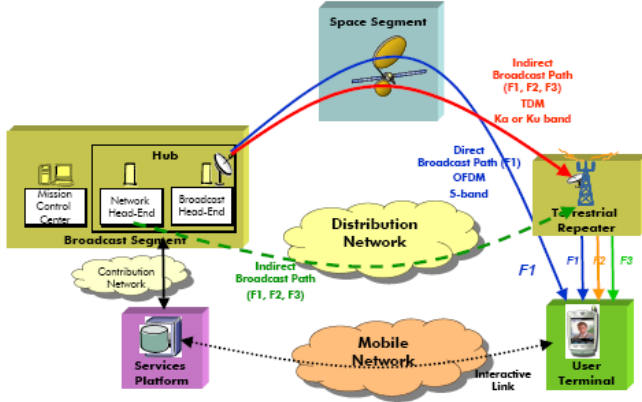 Space Segment
Indirect
Broadcast Path
(F1, F2, F3)
TDM
Ka or Ku band
Direct
Broadcast Path (F1)
OFDM
S-band
Hub
Mission
Control
Center
Network
Head-End
Broadcast
Head-End
Broadcast Segment
Distribution
Network
Terrestrial
Repeater
Contribution
Network
Indirect
Broadcast Path
(F1, F2, F3)
F1
F1
F2
F3
Services
Platform
Mobile
Network
Interactive
Link
User
Terminal